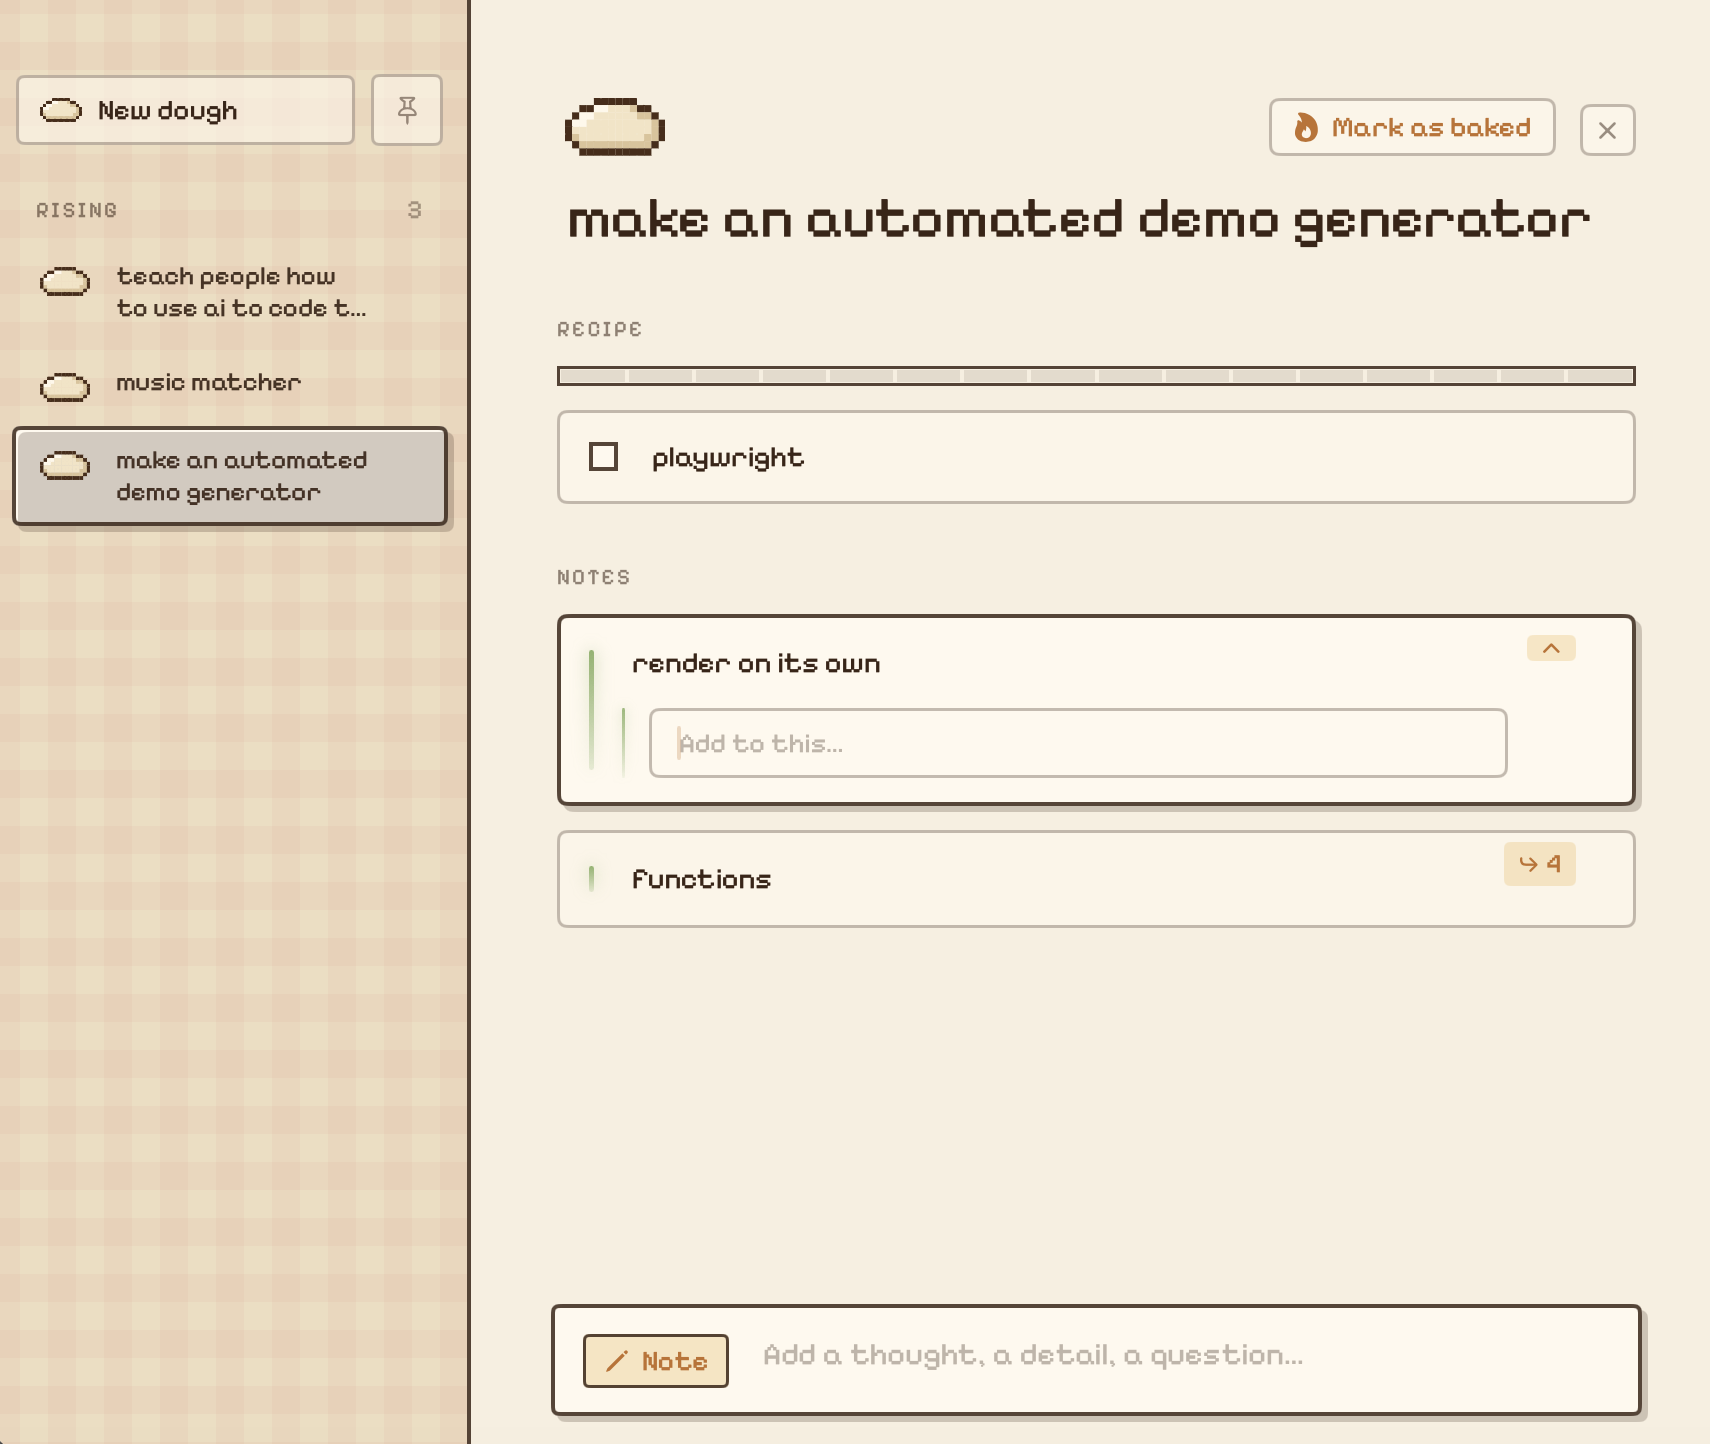 New dough
RISING 3
teach people how
to use ai to code t...
music matcher
make an automated
demo generator
Mark as baked
make an automated demo generator
RECIPE
playwright
NOTES
render on its own
Add to this...
Functions
4
Note
Add a thought, a detail, a question...